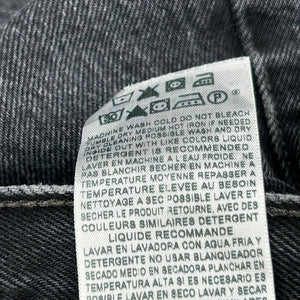 MACHINE WASH COLD DO NOT BLEACH
TUMBLE DRY MEDIUM HOT IRON IF NEEDED
DRY CLEANING POSSIBLE WASH
INSIDE OUT WITH LIKE COLORS LIQUID
DETERGENT IS RECOMMENDED
LAVER EN MACHINE A L'EAU FROIDE. NE
PAS BLANCHIR SECHER EN MACHINE A
TEMPERATURE MOYENNE REPASSER A
TEMPERATURE ELEVEE AU BESOIN
NETTOYAGE A SEC POSSIBLE LAVER ET
SECHER LE PRODUIT RETOURNE, AVEC DES
COULEURS SIMILAIRES DETERGENT
LIQUIDE RECOMMANDE
LAVAR EN LAVADORA CON AGUA FRIA Y
DETERGENTE NO USAR BLANQUEADOR
SECADO MEDIO EN SECADORA PLANCHAR EN
TEMPERATURA ALTA SI ES NECESARIO
POSIBLE LAVADO EN SECO